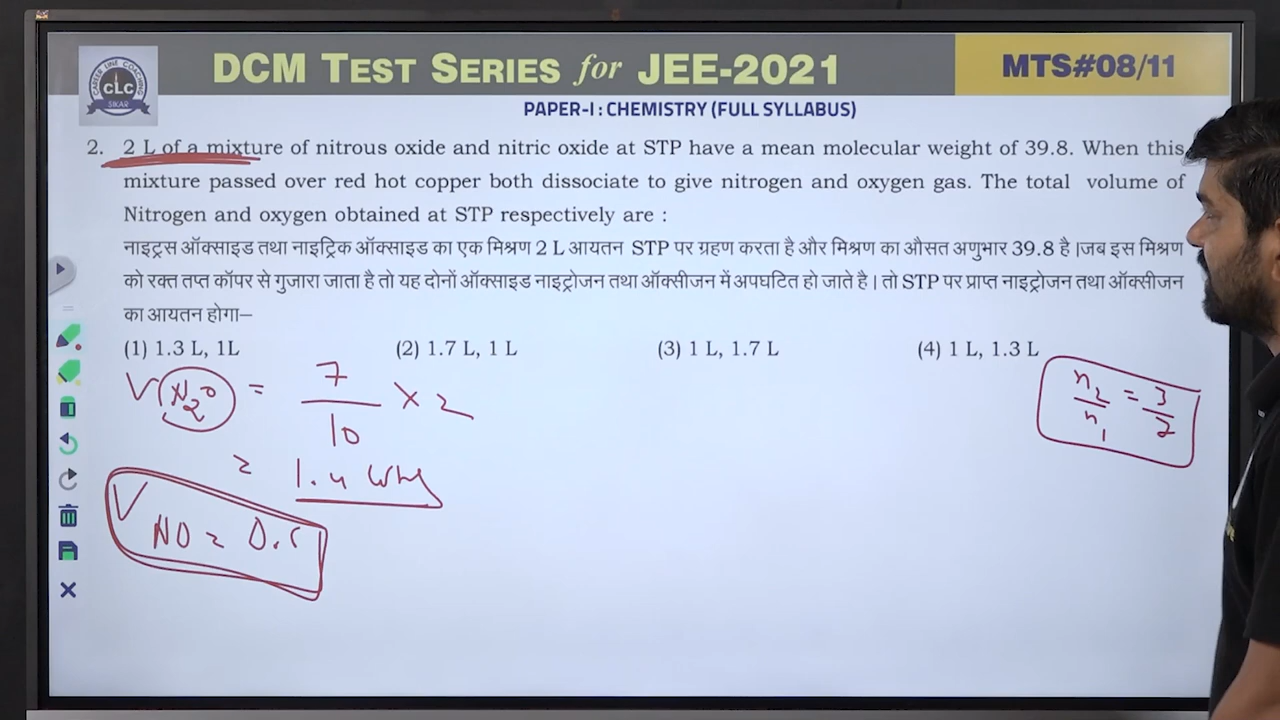 DCM TEST SERIES for JEE-2021
MTS#08/11
CAREER LINE COACHING
CLC
SIKAR
PAPER-I : CHEMISTRY (FULL SYLLABUS)
2. 2 L of a mixture of nitrous oxide and nitric oxide at STP have a mean molecular weight of 39.8. When this
mixture passed over red hot copper both dissociate to give nitrogen and oxygen gas. The total volume of
Nitrogen and oxygen obtained at STP respectively are :
नाइट्रस ऑक्साइड तथा नाइट्रिक ऑक्साइड का एक मिश्रण 2 L आयतन STP पर ग्रहण करता है और मिश्रण का औसत अणुभार 39.8 है।जब इस मिश्रण
को रक्त तप्त कॉपर से गुजारा जाता है तो यह दोनों ऑक्साइड नाइट्रोजन तथा ऑक्सीजन में अपघटित हो जाते है। तो STP पर प्राप्त नाइट्रोजन तथा ऑक्सीजन
का आयतन होगा–
(1) 1.3 L, 1L (2) 1.7 L, 1 L (3) 1 L, 1.7 L (4) 1 L, 1.3 L
V(N₂O) = 7/10 × 2
n₂/n₁ = 3/7
= 1.4
V NO =